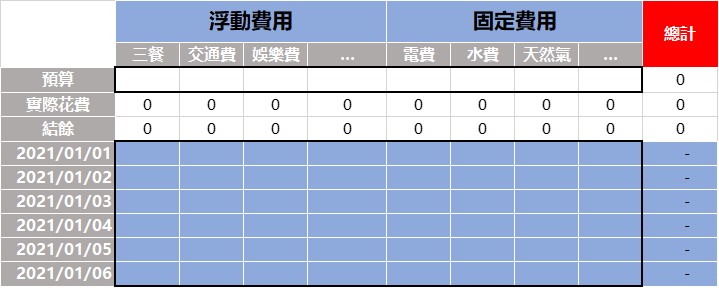 浮動費用 固定費用 總計
三餐 交通費 娛樂費 ... 電費 水費 天然氣 ...
預算 0
實際花費 0 0 0 0 0 0 0 0 0
結餘 0 0 0 0 0 0 0 0 0
2021/01/01 -
2021/01/02 -
2021/01/03 -
2021/01/04 -
2021/01/05 -
2021/01/06 -